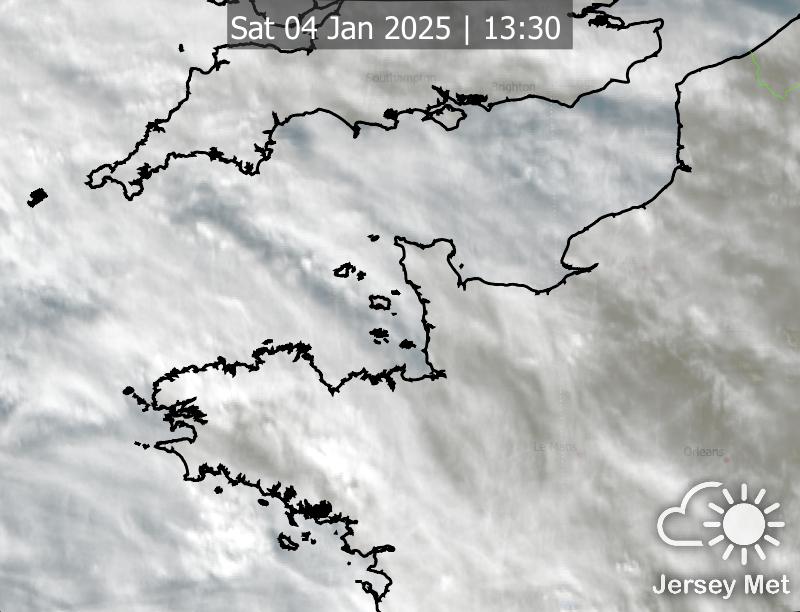 Sat 04 Jan 2025 | 13:30
Southampton
Brighton
Le Mans
Orleans
Jersey Met